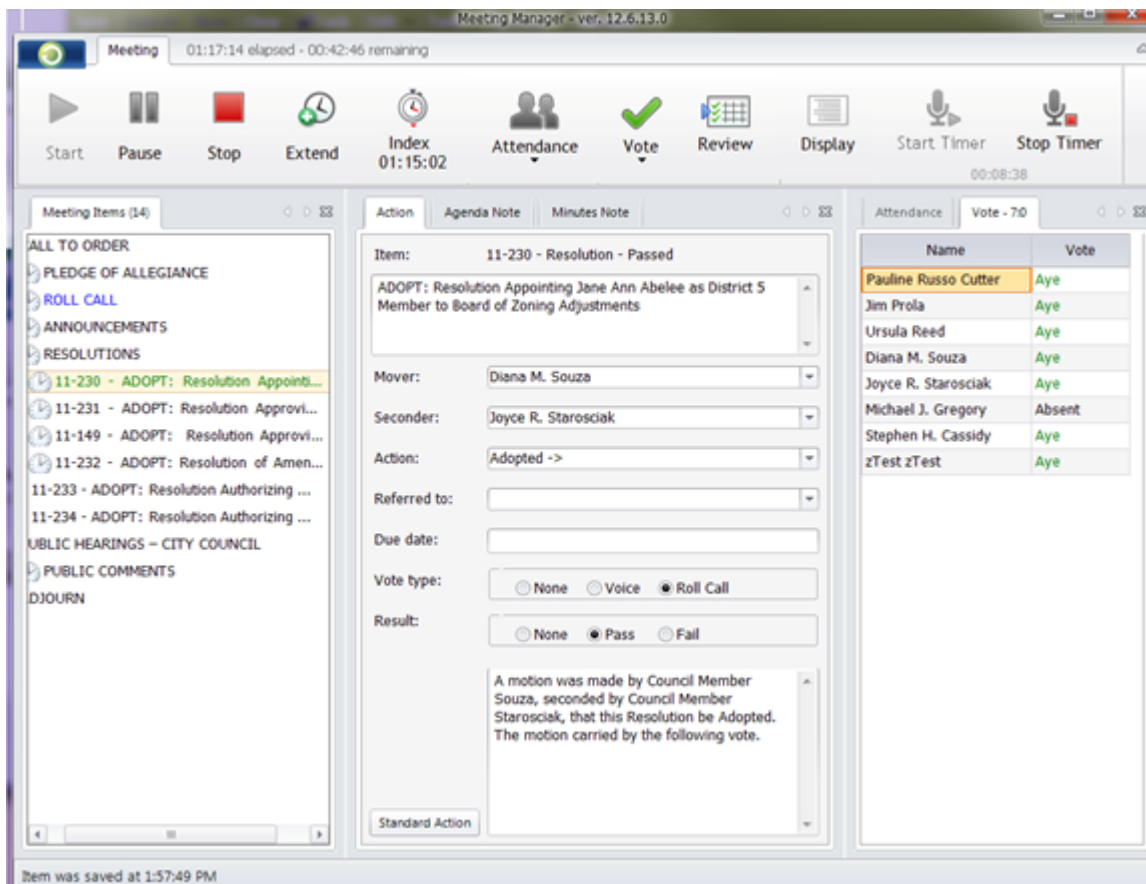 Meeting Manager - ver. 12.6.13.0
Meeting
01:17:14 elapsed - 00:42:46 remaining
Start
Pause
Stop
Extend
Index
01:15:02
Attendance
Vote
Review
Display
Start Timer
Stop Timer
00:08:38
Meeting Items (14)
ALL TO ORDER
PLEDGE OF ALLEGIANCE
ROLL CALL
ANNOUNCEMENTS
RESOLUTIONS
11-230 - ADOPT: Resolution Appointi...
11-231 - ADOPT: Resolution Approvi...
11-149 - ADOPT: Resolution Approvi...
11-232 - ADOPT: Resolution of Amen...
11-233 - ADOPT: Resolution Authorizing ...
11-234 - ADOPT: Resolution Authorizing ...
UBLIC HEARINGS – CITY COUNCIL
PUBLIC COMMENTS
DJOURN
Action
Agenda Note
Minutes Note
Item: 11-230 - Resolution - Passed
ADOPT: Resolution Appointing Jane Ann Abelee as District 5
Member to Board of Zoning Adjustments
Mover: Diana M. Souza
Seconder: Joyce R. Starosciak
Action: Adopted ->
Referred to:
Due date:
Vote type: None Voice Roll Call
Result: None Pass Fail
A motion was made by Council Member
Souza, seconded by Council Member
Starosciak, that this Resolution be Adopted.
The motion carried by the following vote.
Standard Action
Attendance
Vote - 7:0
Name Vote
Pauline Russo Cutter Aye
Jim Prola Aye
Ursula Reed Aye
Diana M. Souza Aye
Joyce R. Starosciak Aye
Michael J. Gregory Absent
Stephen H. Cassidy Aye
zTest zTest Aye
Item was saved at 1:57:49 PM